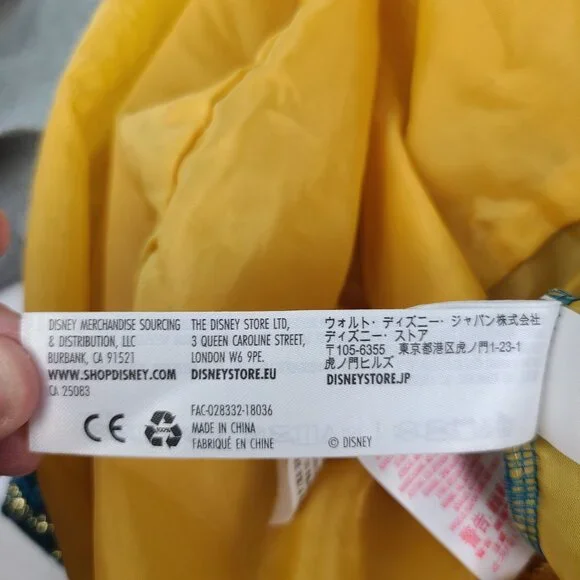 DISNEY MERCHANDISE SOURCING
& DISTRIBUTION, LLC
BURBANK, CA 91521
WWW.SHOPDISNEY.COM
CA 25083
THE DISNEY STORE LTD,
3 QUEEN CAROLINE STREET,
LONDON W6 9PE.
DISNEYSTORE.EU
ウォルト・ディズニー・ジャパン株式会社
ディズニー・ストア
〒105-6355 東京都港区虎ノ門1-23-1
虎ノ門ヒルズ
DISNEYSTORE.JP
CE
100%
FAC-028332-18036
MADE IN CHINA
FABRIQUÉ EN CHINE
© DISNEY